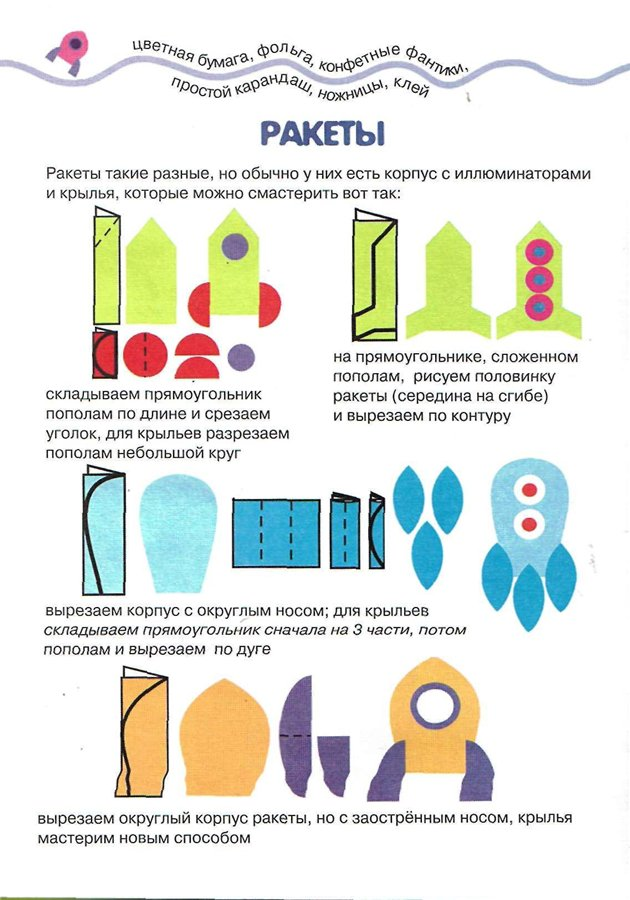 цветная бумага, фольга, конфетные фантики,
простой карандаш, ножницы, клей
РАКЕТЫ
Ракеты такие разные, но обычно у них есть корпус с иллюминаторами
и крылья, которые можно смастерить вот так:
складываем прямоугольник
пополам по длине и срезаем
уголок, для крыльев разрезаем
пополам небольшой круг
на прямоугольнике, сложенном
пополам, рисуем половинку
ракеты (середина на сгибе)
и вырезаем по контуру
вырезаем корпус с округлым носом; для крыльев
складываем прямоугольник сначала на 3 части, потом
пополам и вырезаем по дуге
вырезаем округлый корпус ракеты, но с заострённым носом, крылья
мастерим новым способом